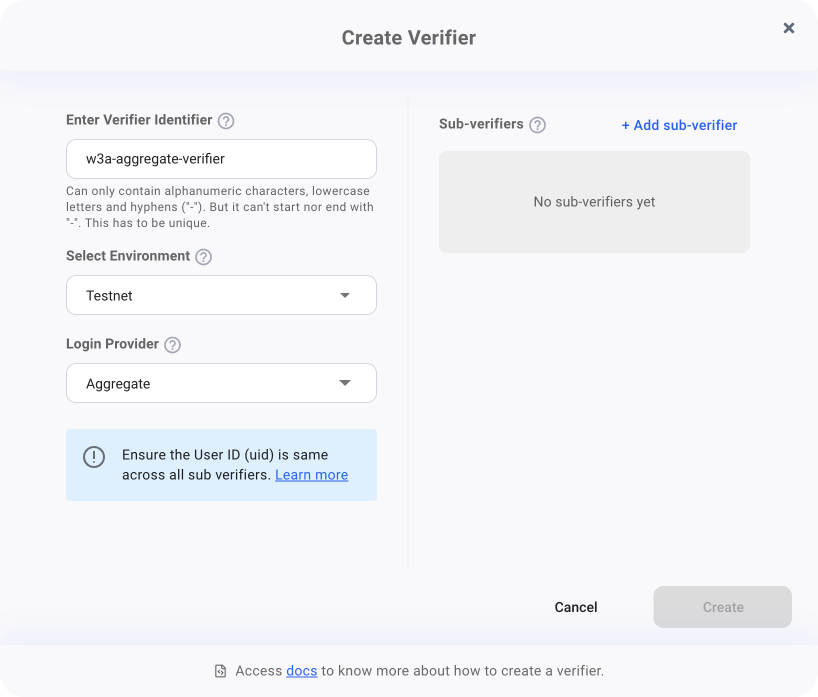 Create Verifier
Enter Verifier Identifier
w3a-aggregate-verifier
Can only contain alphanumeric characters, lowercase
letters and hyphens ("-"). But it can't start nor end with
"-". This has to be unique.
Select Environment
Testnet
Login Provider
Aggregate
Ensure the User ID (uid) is same
across all sub verifiers. Learn more
Sub-verifiers
+ Add sub-verifier
No sub-verifiers yet
Cancel
Create
Access docs to know more about how to create a verifier.